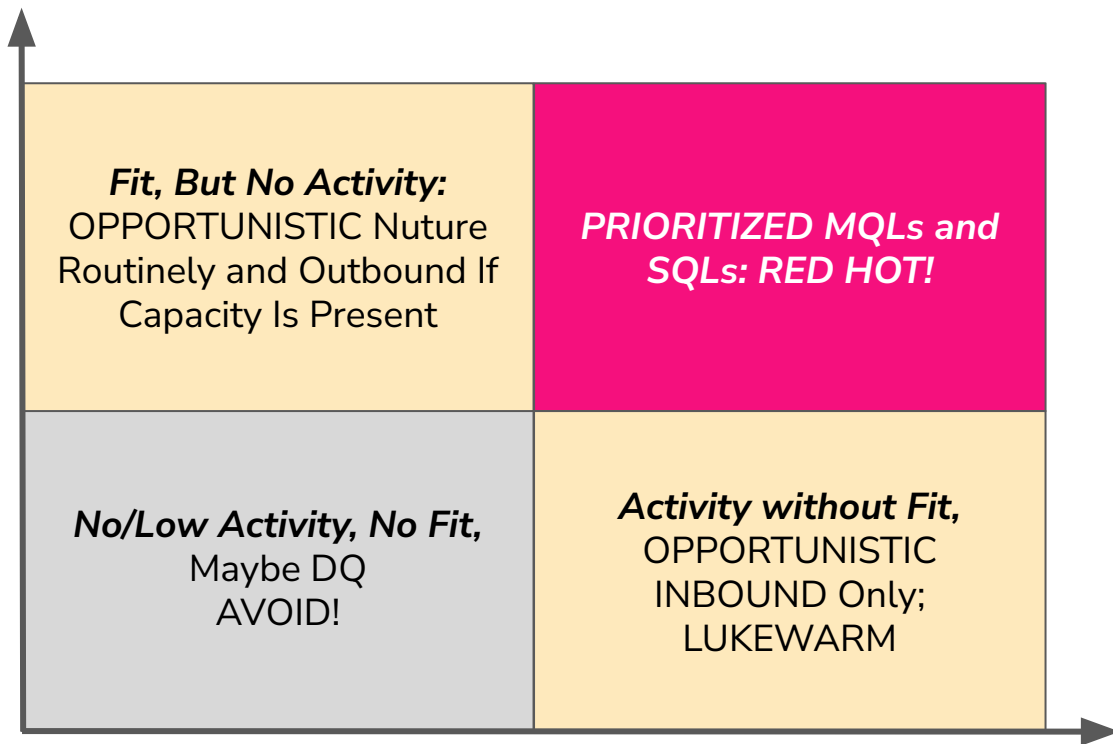 Fit, But No Activity:
OPPORTUNISTIC Nuture
Routinely and Outbound If
Capacity Is Present
PRIORITIZED MQLs and
SQLs: RED HOT!
No/Low Activity, No Fit,
Maybe DQ
AVOID!
Activity without Fit,
OPPORTUNISTIC
INBOUND Only;
LUKEWARM